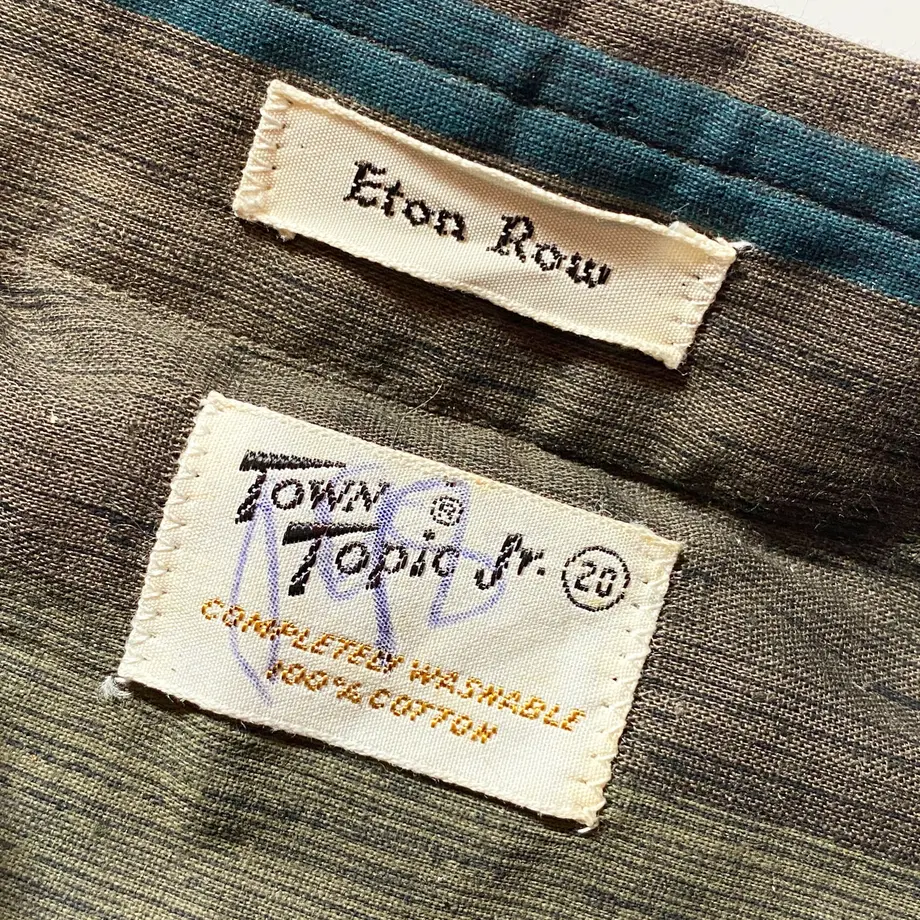 Eton Row
Town ®
Topic Jr. 20
COMPLETELY WASHABLE
100% COTTON